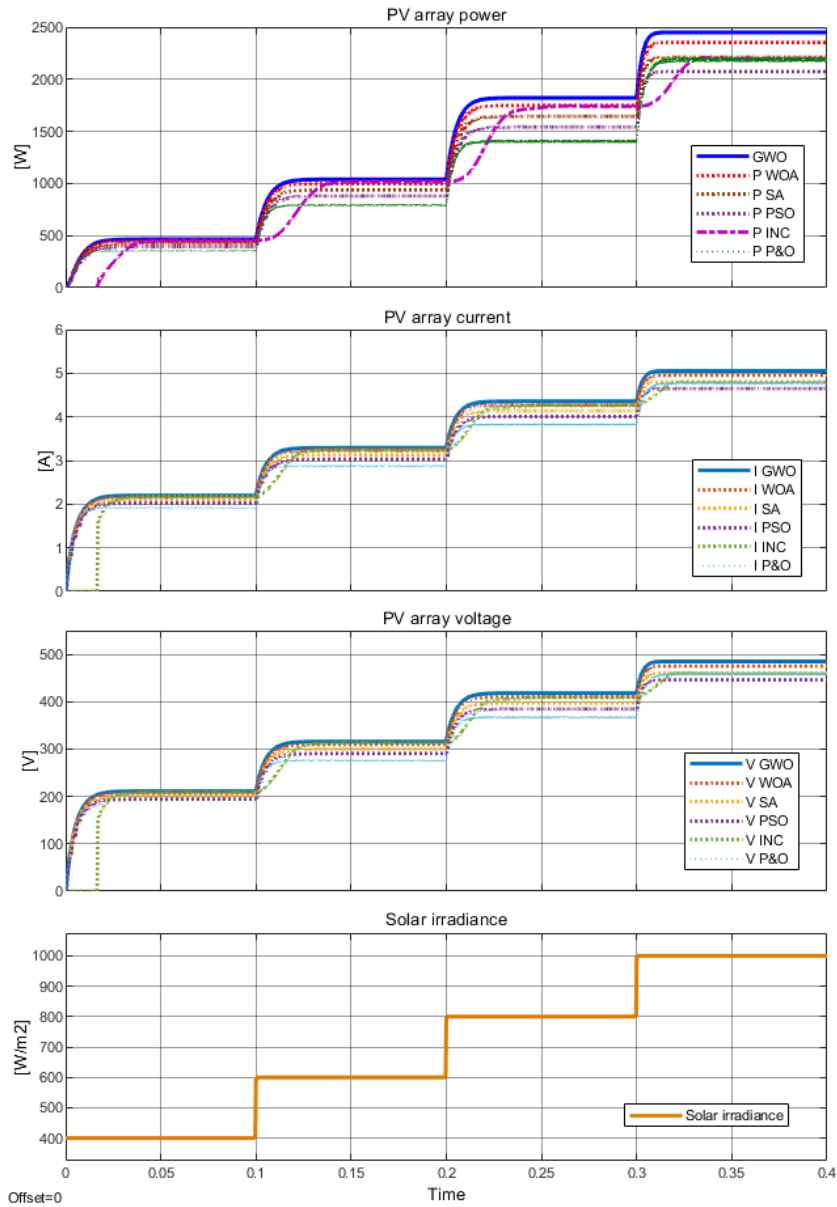 PV array power
2500
2000
1500
1000
500
0
[W]
GWO
P WOA
P SA
P PSO
P INC
P P&O
PV array current
6
5
4
3
2
1
0
[A]
I GWO
I WOA
I SA
I PSO
I INC
I P&O
PV array voltage
500
400
300
200
100
0
[V]
V GWO
V WOA
V SA
V PSO
V INC
V P&O
Solar irradiance
1000
900
800
700
600
500
400
[W/m2]
Solar irradiance
0 0.05 0.1 0.15 0.2 0.25 0.3 0.35 0.4
Offset=0
Time